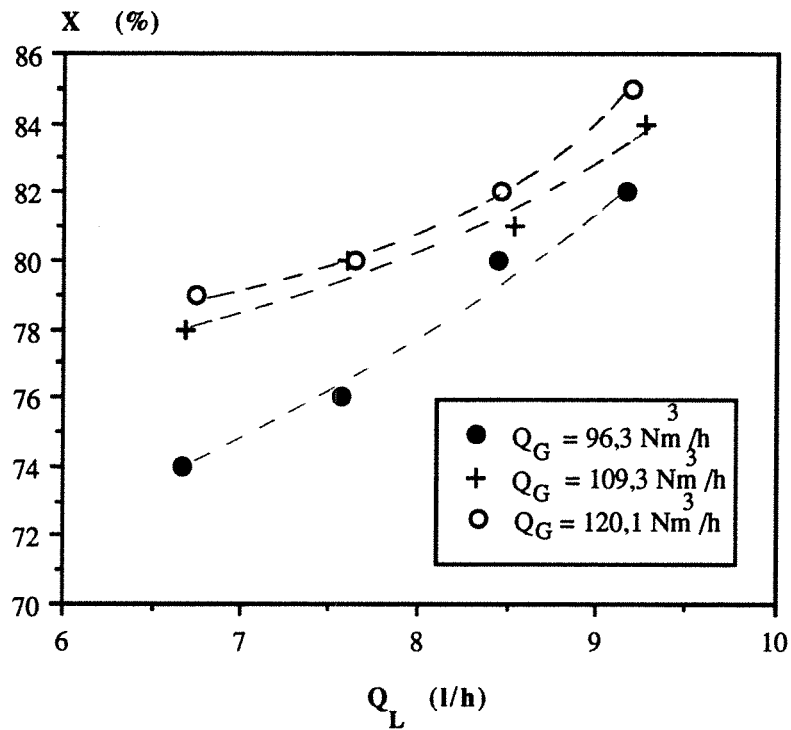 X (%)
86
84
82
80
78
76
74
72
70
6 7 8 9 10
Q_L (l/h)
Q_G = 96,3 Nm³/h
Q_G = 109,3 Nm³/h
Q_G = 120,1 Nm³/h